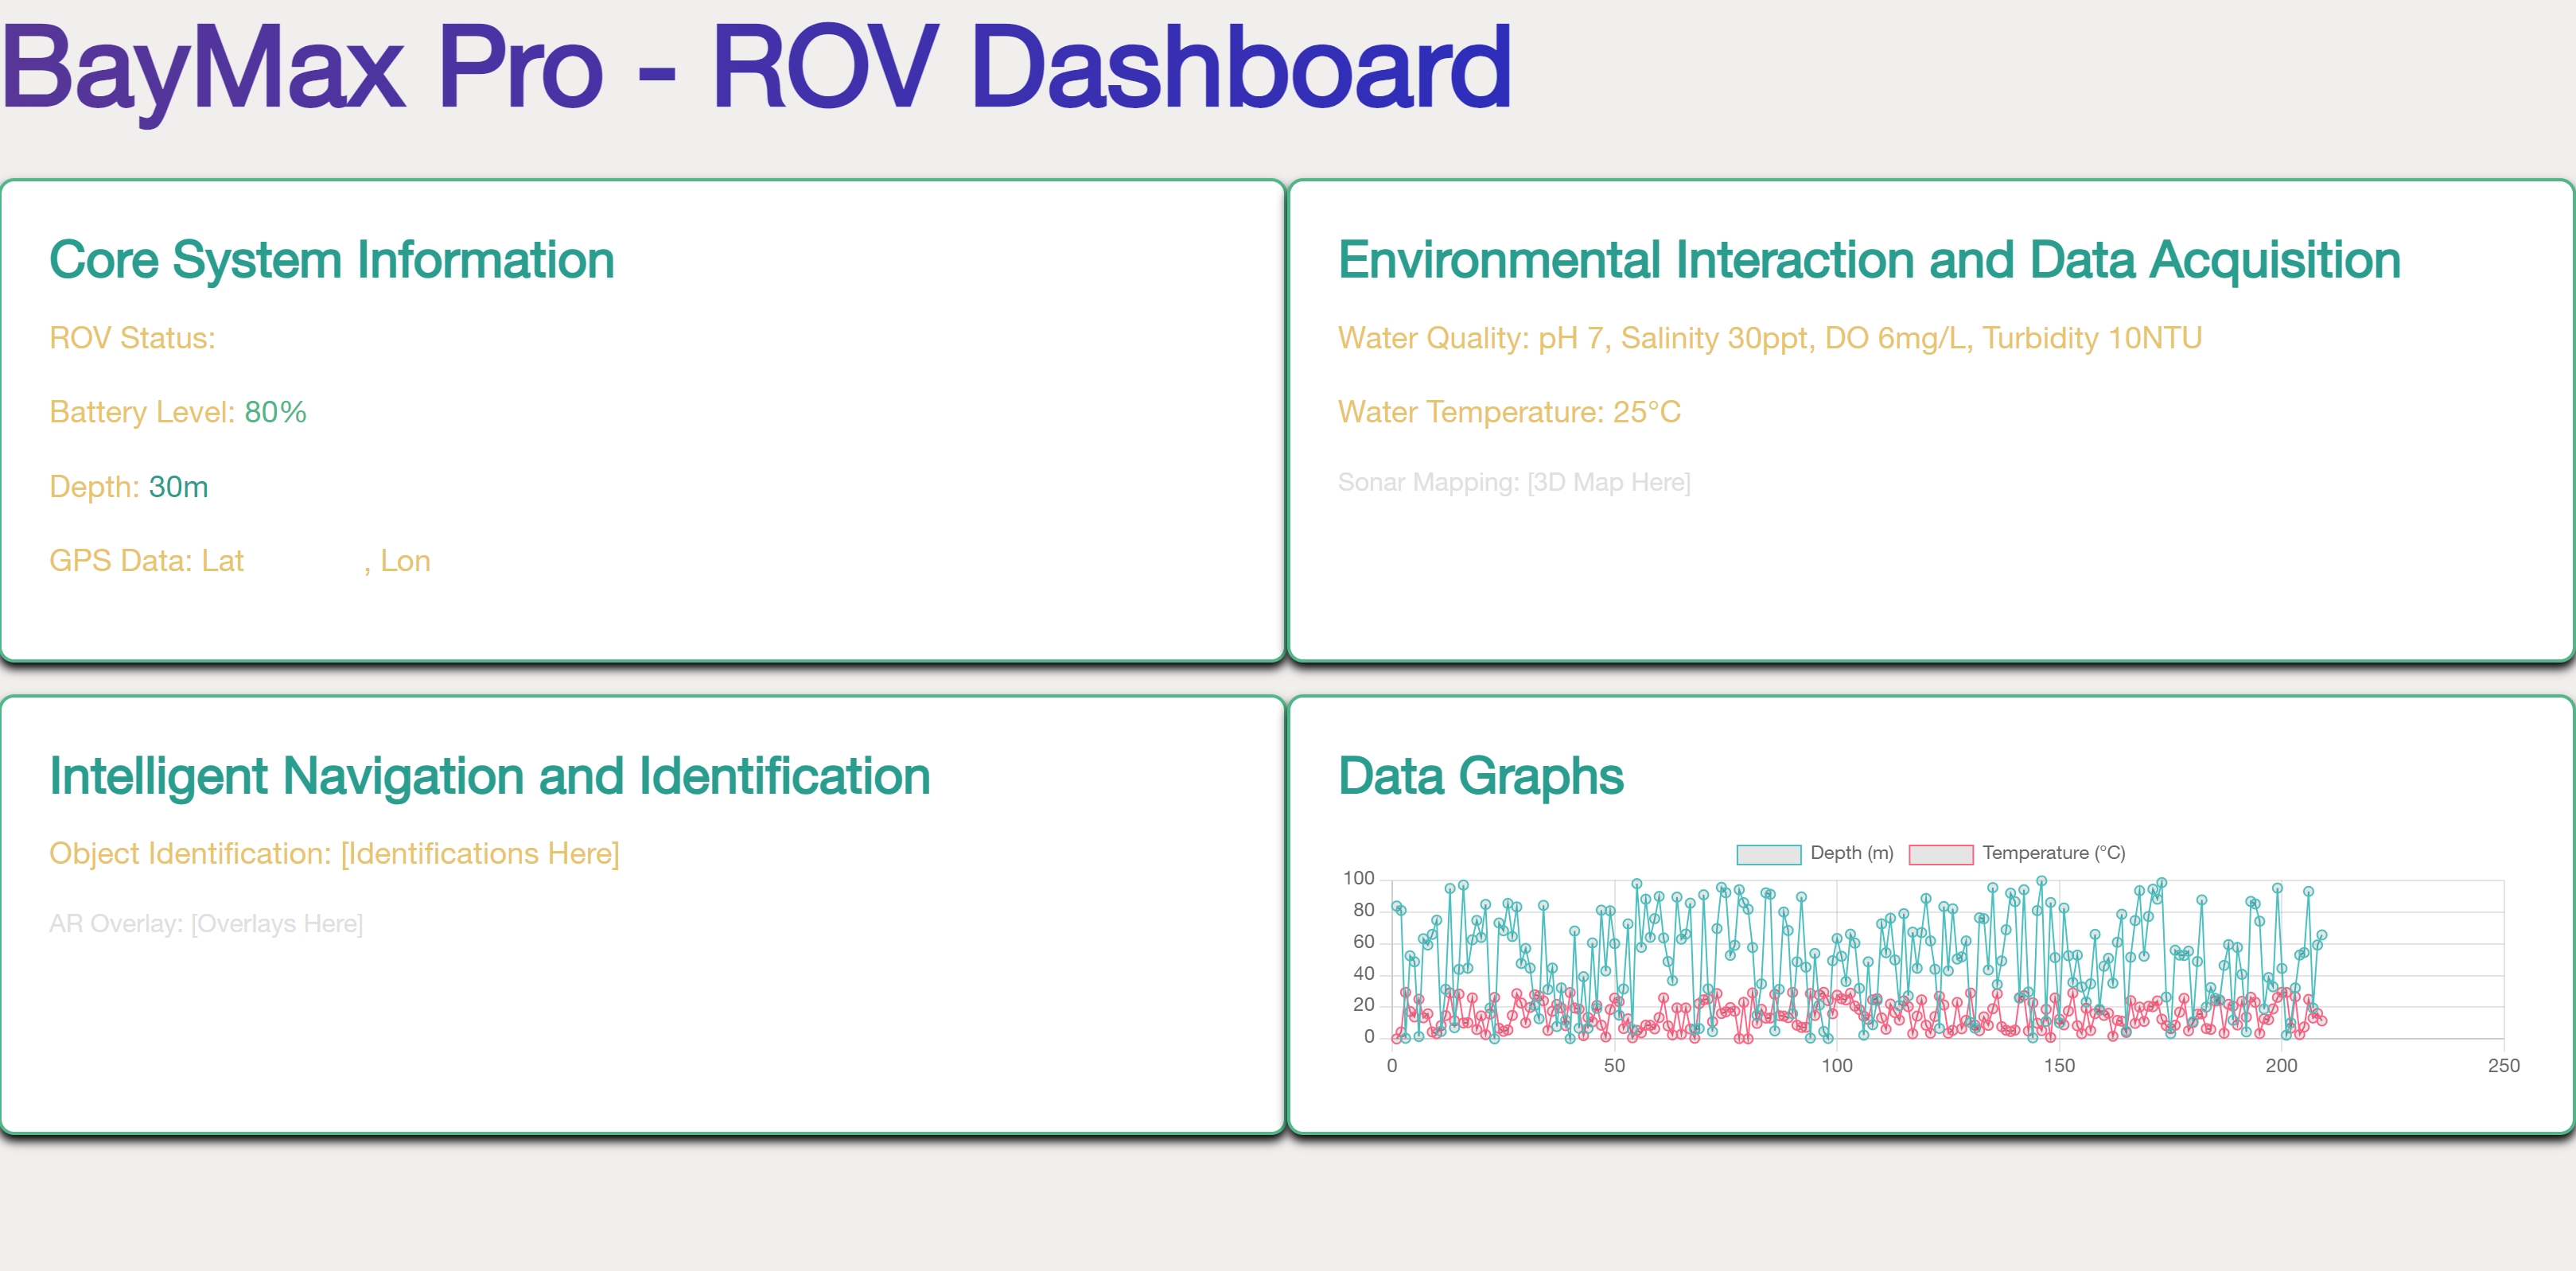 BayMax Pro - ROV Dashboard
Core System Information
ROV Status:
Battery Level: 80%
Depth: 30m
GPS Data: Lat , Lon
Environmental Interaction and Data Acquisition
Water Quality: pH 7, Salinity 30ppt, DO 6mg/L, Turbidity 10NTU
Water Temperature: 25°C
Sonar Mapping: [3D Map Here]
Intelligent Navigation and Identification
Object Identification: [Identifications Here]
AR Overlay: [Overlays Here]
Data Graphs
Depth (m) Temperature (°C)
100
80
60
40
20
0
0 50 100 150 200 250